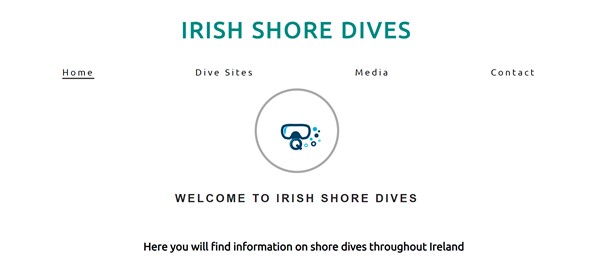 IRISH SHORE DIVES
Home Dive Sites Media Contact
WELCOME TO IRISH SHORE DIVES
Here you will find information on shore dives throughout Ireland